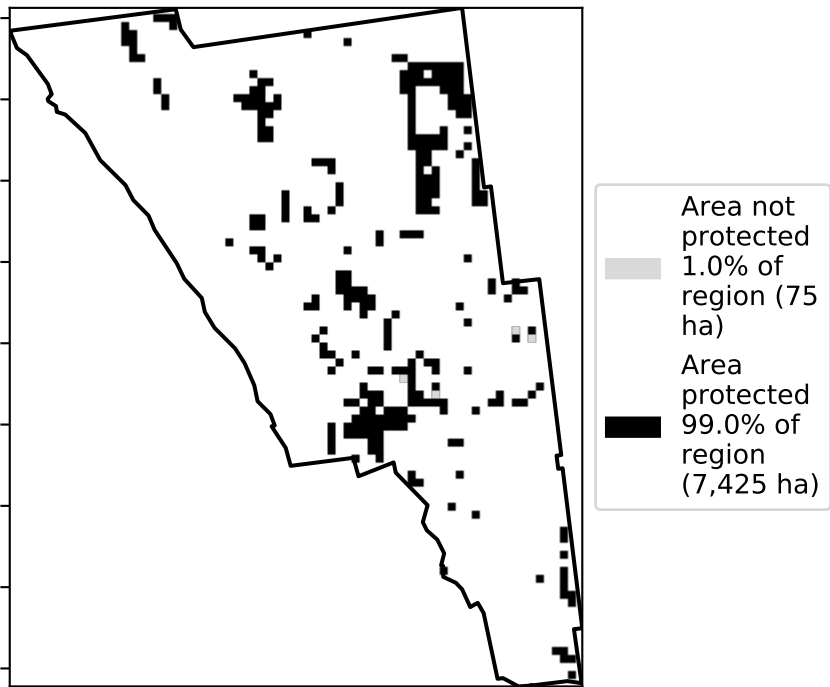 Area not
protected
1.0% of
region (75
ha)
Area
protected
99.0% of
region
(7,425 ha)